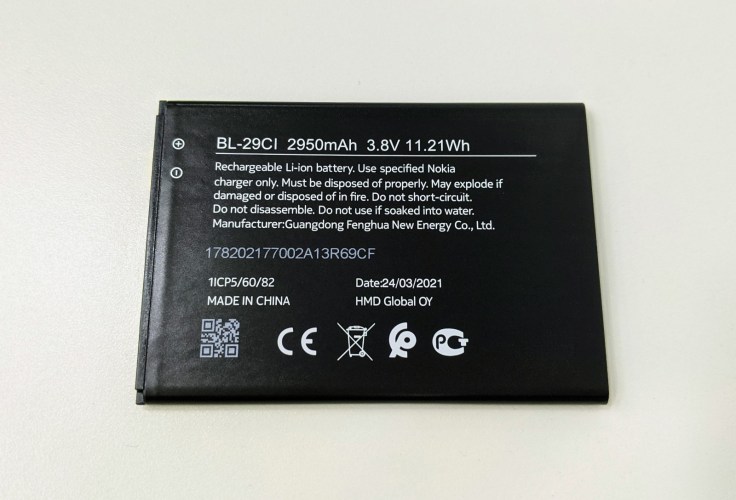 BL-29CI 2950mAh 3.8V 11.21Wh
Rechargeable Li-ion battery. Use specified Nokia
charger only. Must be disposed of properly. May explode if
damaged or disposed of in fire. Do not short-circuit.
Do not disassemble. Do not use if soaked into water.
Manufacturer:Guangdong Fenghua New Energy Co., Ltd.
178202177002A13R69CF
1ICP5/60/82 Date:24/03/2021
MADE IN CHINA HMD Global OY
CE PCT